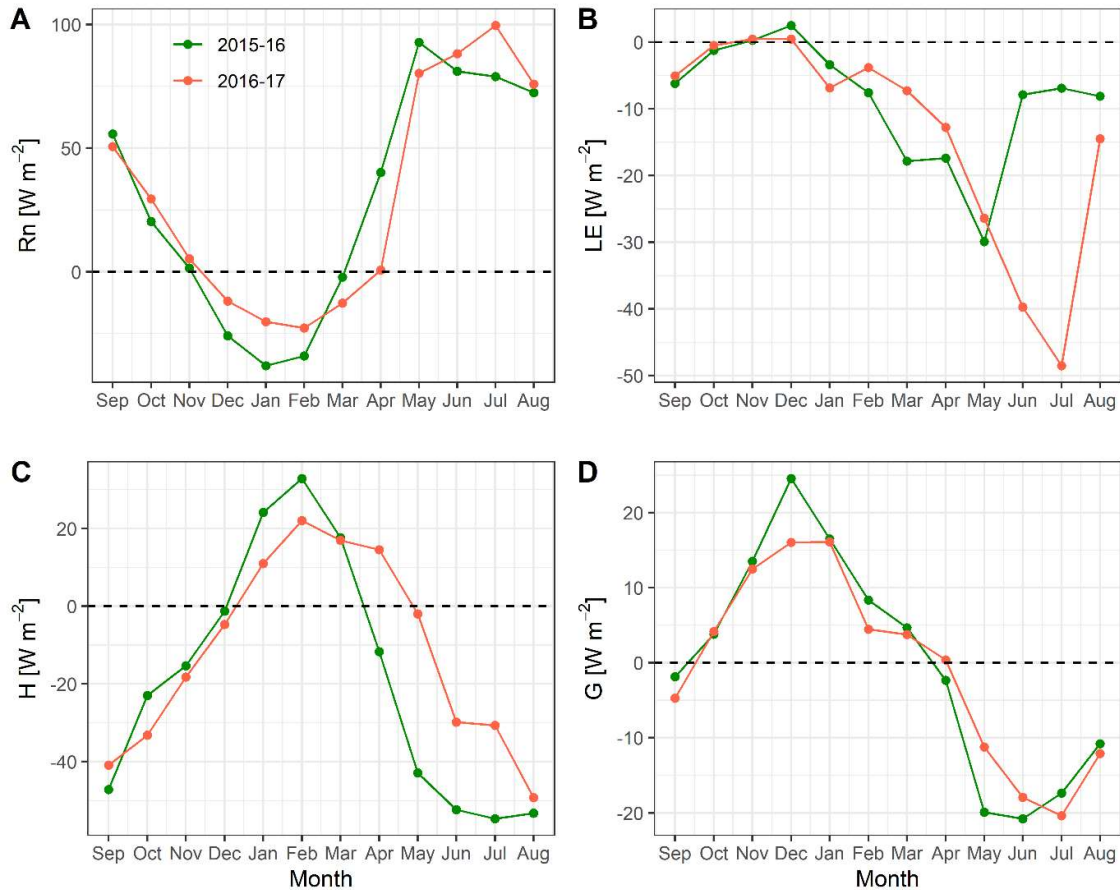 A
100
50
0
Rn [W m⁻²]
2015-16
2016-17
Sep Oct Nov Dec Jan Feb Mar Apr May Jun Jul Aug
B
0
-10
-20
-30
-40
-50
LE [W m⁻²]
Sep Oct Nov Dec Jan Feb Mar Apr May Jun Jul Aug
C
20
0
-20
-40
H [W m⁻²]
Sep Oct Nov Dec Jan Feb Mar Apr May Jun Jul Aug
Month
D
20
10
0
-10
-20
G [W m⁻²]
Sep Oct Nov Dec Jan Feb Mar Apr May Jun Jul Aug
Month